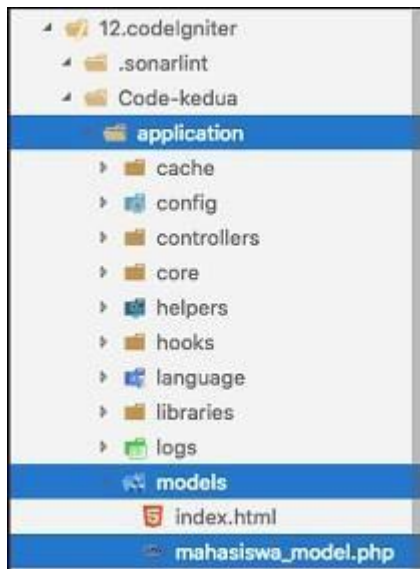 12.codeIgniter
.sonarlint
Code-kedua
application
cache
config
controllers
core
helpers
hooks
language
libraries
logs
models
index.html
mahasiswa_model.php